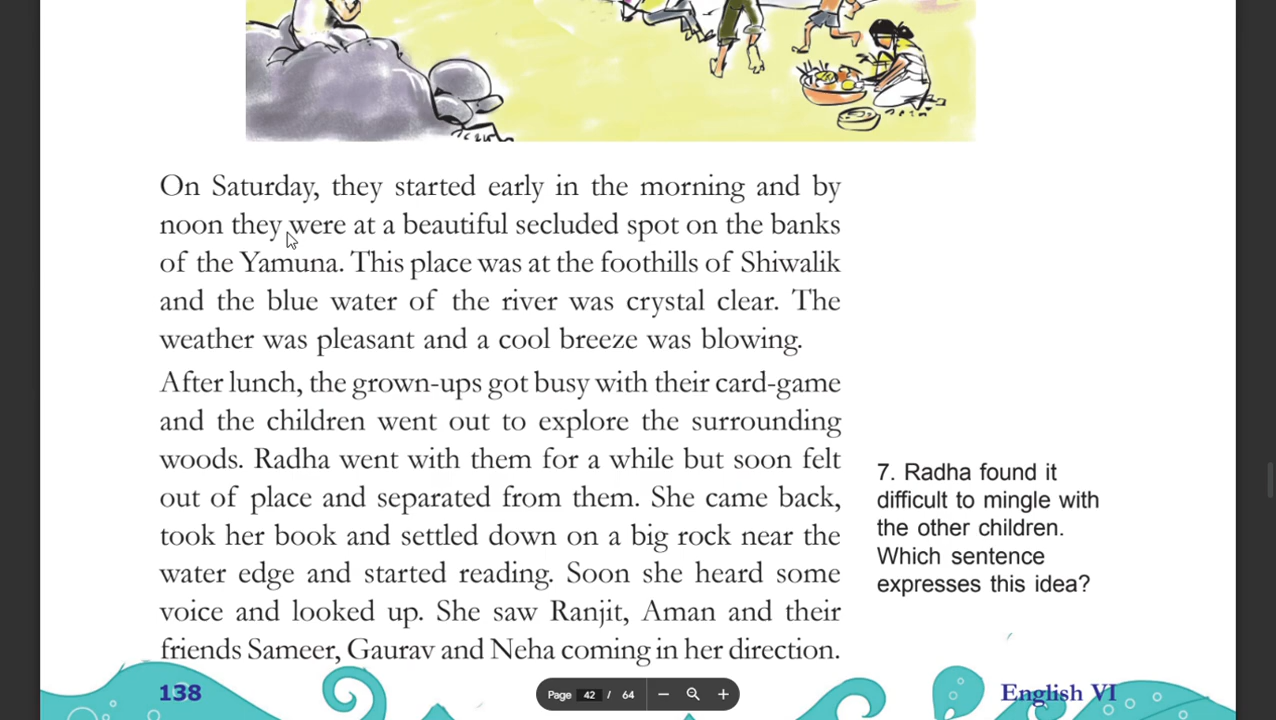 On Saturday, they started early in the morning and by
noon they were at a beautiful secluded spot on the banks
of the Yamuna. This place was at the foothills of Shiwalik
and the blue water of the river was crystal clear. The
weather was pleasant and a cool breeze was blowing.
After lunch, the grown-ups got busy with their card-game
and the children went out to explore the surrounding
woods. Radha went with them for a while but soon felt
out of place and separated from them. She came back,
took her book and settled down on a big rock near the
water edge and started reading. Soon she heard some
voice and looked up. She saw Ranjit, Aman and their
friends Sameer, Gaurav and Neha coming in her direction.
7. Radha found it
difficult to mingle with
the other children.
Which sentence
expresses this idea?
138
Page 42 / 64
English VI